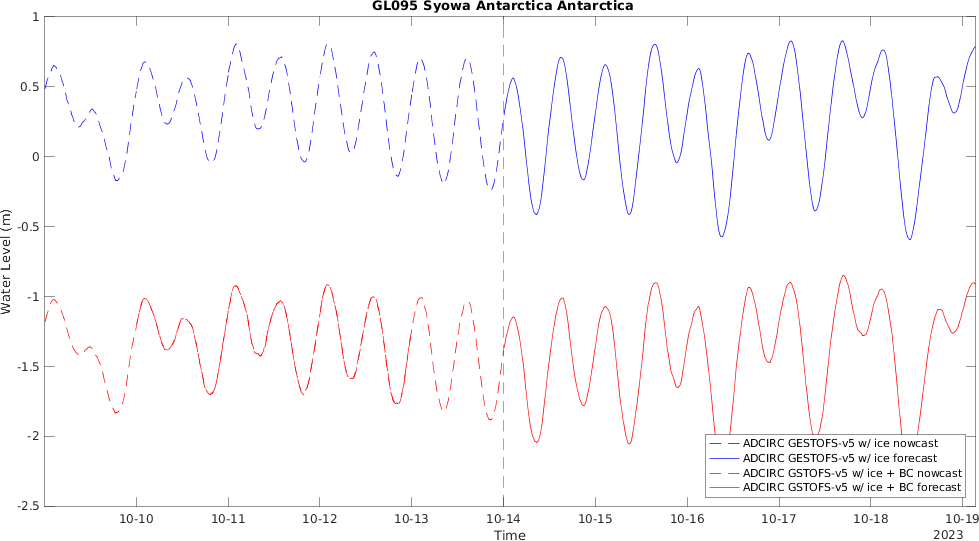 GL095 Syowa Antarctica Antarctica
1
0.5
0
-0.5
-1
-1.5
-2
-2.5
Water Level (m)
ADCIRC GESTOFS-v5 w/ ice nowcast
ADCIRC GESTOFS-v5 w/ ice forecast
ADCIRC GSTOFS-v5 w/ ice + BC nowcast
ADCIRC GSTOFS-v5 w/ ice + BC forecast
10-10 10-11 10-12 10-13 10-14 10-15 10-16 10-17 10-18 10-19
Time
2023